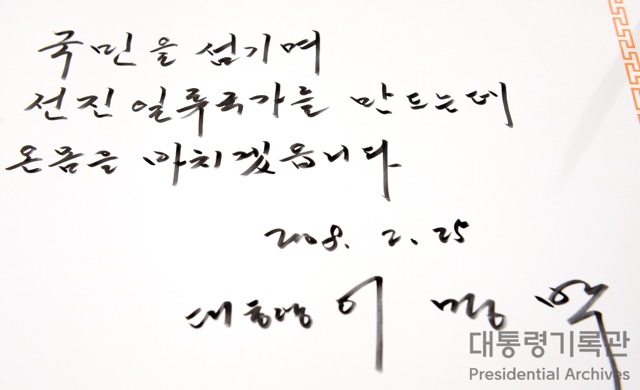 국민을 섬기며
선진일류국가를 만드는데
온몸을 마치겠읍니다
2008. 2. 25
대통령 이명박
대통령기록관
Presidential Archives